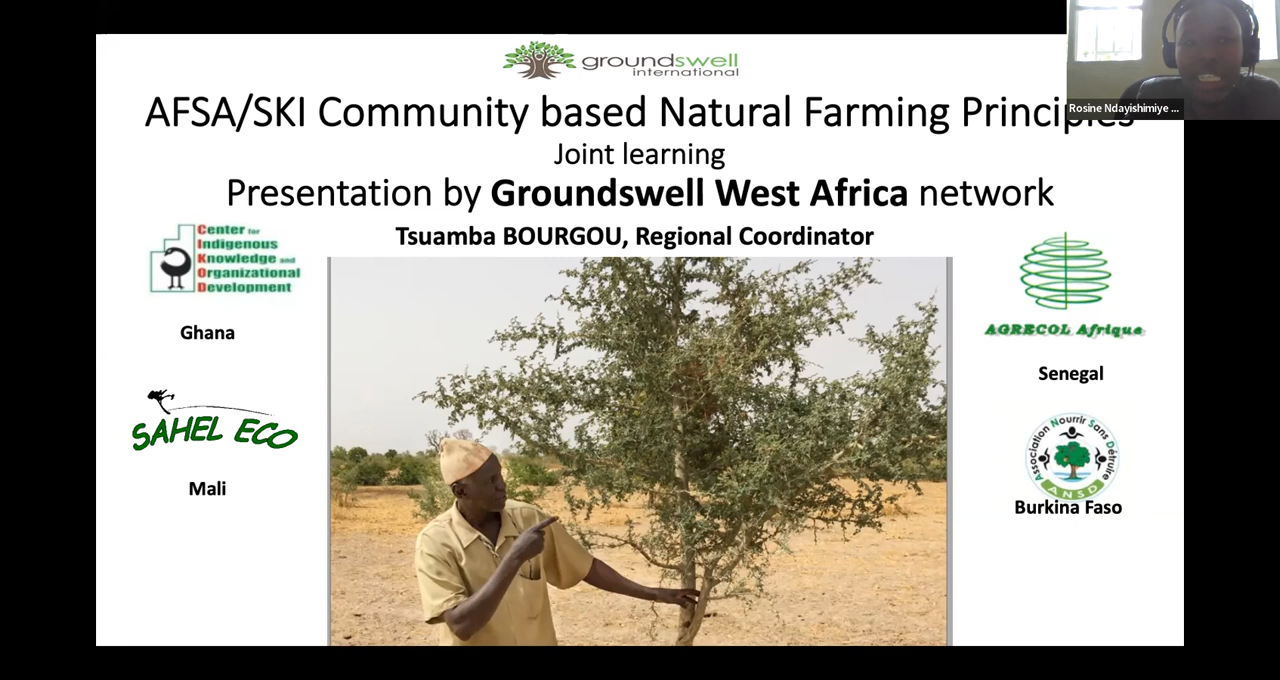 groundswell
international
AFSA/SKI Community based Natural Farming Principles
Joint learning
Presentation by Groundswell West Africa network
Tsuamba BOURGOU, Regional Coordinator
Center for
Indigenous
Knowledge and
Organizational
Development
Ghana
SAHEL ECO
Mali
AGRECOL Afrique
Senegal
Association Nourrir Sans Détruire
ANSD
Burkina Faso
Rosine Ndayishimiye ...